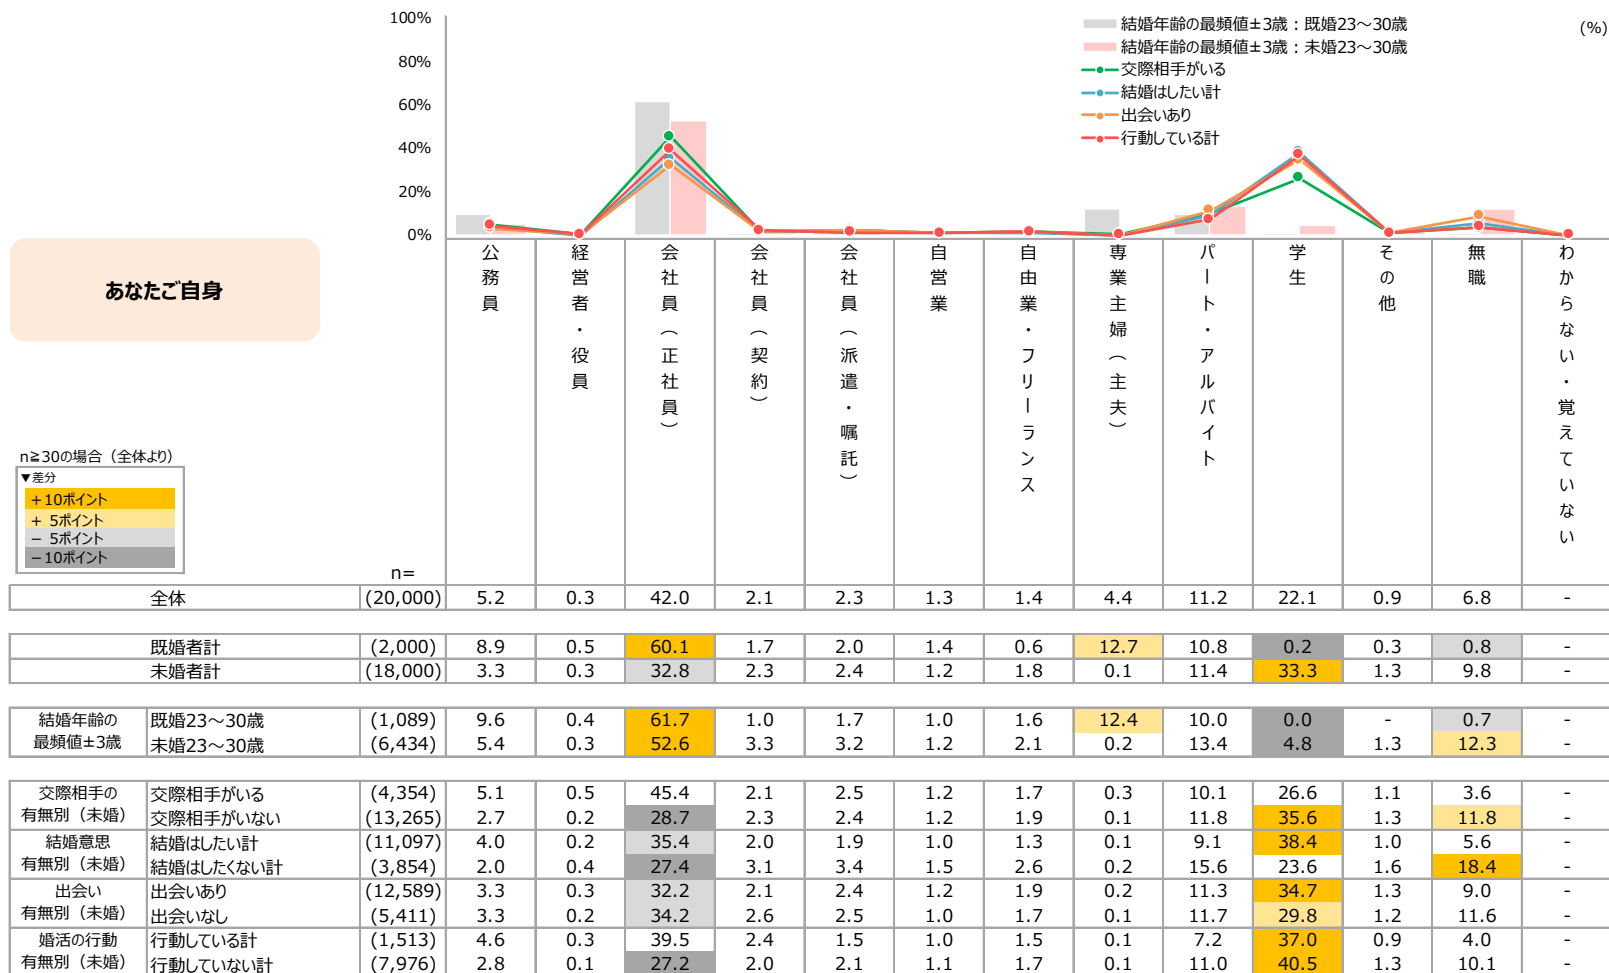 100%
80%
60%
40%
20%
0%
結婚年齢の最頻値±3歳：既婚23～30歳
結婚年齢の最頻値±3歳：未婚23～30歳
交際相手がいる
結婚はしたい計
出会いあり
行動している計
(%)
あなたご自身
公務員
経営者・役員
会社員（正社員）
会社員（契約）
会社員（派遣・嘱託）
自営業
自由業・フリーランス
専業主婦（主夫）
パート・アルバイト
学生
その他
無職
わからない・覚えていない
n≧30の場合（全体より）
▼差分
＋10ポイント
＋ 5ポイント
－ 5ポイント
－10ポイント
n=
全体 (20,000) 5.2 0.3 42.0 2.1 2.3 1.3 1.4 4.4 11.2 22.1 0.9 6.8 -
既婚者計 (2,000) 8.9 0.5 60.1 1.7 2.0 1.4 0.6 12.7 10.8 0.2 0.3 0.8 -
未婚者計 (18,000) 3.3 0.3 32.8 2.3 2.4 1.2 1.8 0.1 11.4 33.3 1.3 9.8 -
結婚年齢の 既婚23～30歳 (1,089) 9.6 0.4 61.7 1.0 1.7 1.0 1.6 12.4 10.0 0.0 - 0.7 -
最頻値±3歳 未婚23～30歳 (6,434) 5.4 0.3 52.6 3.3 3.2 1.2 2.1 0.2 13.4 4.8 1.3 12.3 -
交際相手の 交際相手がいる (4,354) 5.1 0.5 45.4 2.1 2.5 1.2 1.7 0.3 10.1 26.6 1.1 3.6 -
有無別（未婚） 交際相手がいない (13,265) 2.7 0.2 28.7 2.3 2.4 1.2 1.9 0.1 11.8 35.6 1.3 11.8 -
結婚意思 結婚はしたい計 (11,097) 4.0 0.2 35.4 2.0 1.9 1.0 1.3 0.1 9.1 38.4 1.0 5.6 -
有無別（未婚） 結婚はしたくない計 (3,854) 2.0 0.4 27.4 3.1 3.4 1.5 2.6 0.2 15.6 23.6 1.6 18.4 -
出会い 出会いあり (12,589) 3.3 0.3 32.2 2.1 2.4 1.2 1.9 0.2 11.3 34.7 1.3 9.0 -
有無別（未婚） 出会いなし (5,411) 3.3 0.2 34.2 2.6 2.5 1.0 1.7 0.1 11.7 29.8 1.2 11.6 -
婚活の行動 行動している計 (1,513) 4.6 0.3 39.5 2.4 1.5 1.0 1.5 0.1 7.2 37.0 0.9 4.0 -
有無別（未婚） 行動していない計 (7,976) 2.8 0.1 27.2 2.0 2.1 1.1 1.7 0.1 11.0 40.5 1.3 10.1 -